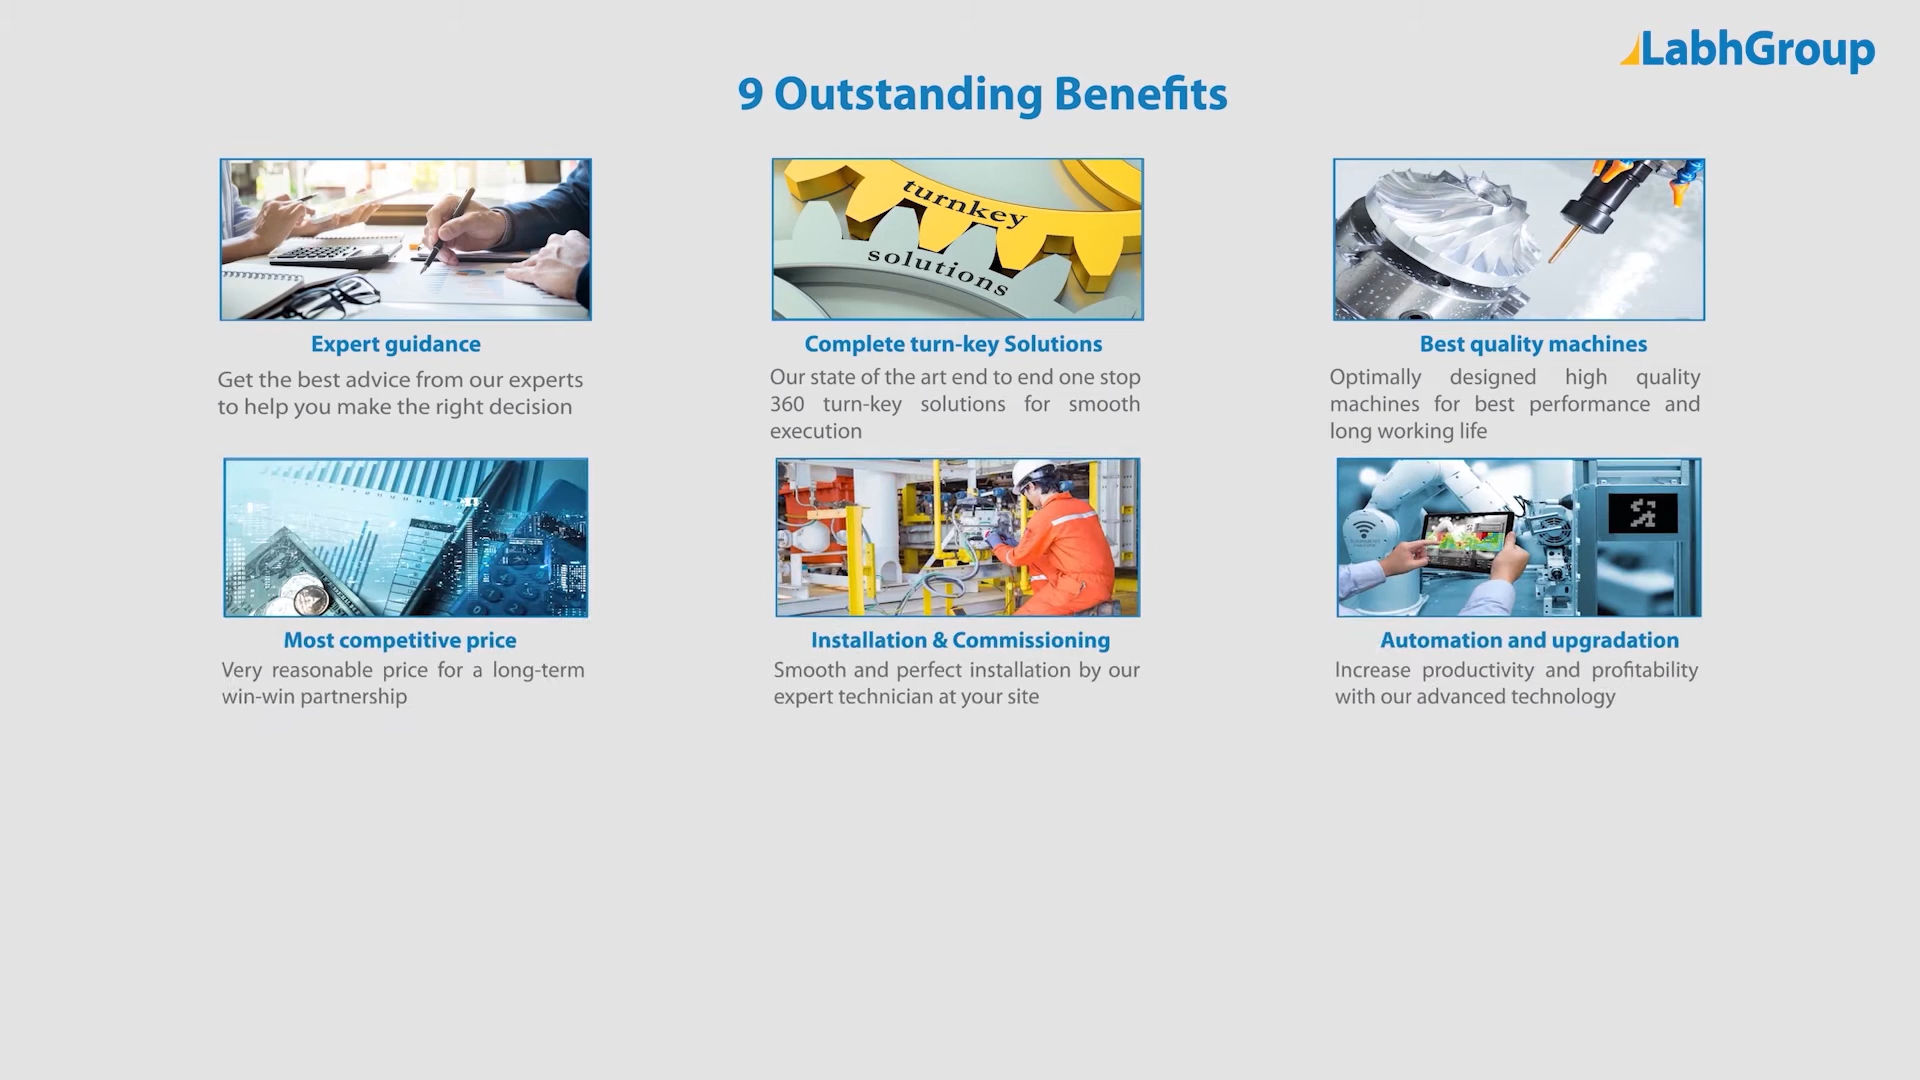 LabhGroup
9 Outstanding Benefits
turnkey
solutions
Expert guidance
Get the best advice from our experts
to help you make the right decision
Complete turn-key Solutions
Our state of the art end to end one stop
360 turn-key solutions for smooth
execution
Best quality machines
Optimally designed high quality
machines for best performance and
long working life
Most competitive price
Very reasonable price for a long-term
win-win partnership
Installation & Commissioning
Smooth and perfect installation by our
expert technician at your site
Automation and upgradation
Increase productivity and profitability
with our advanced technology